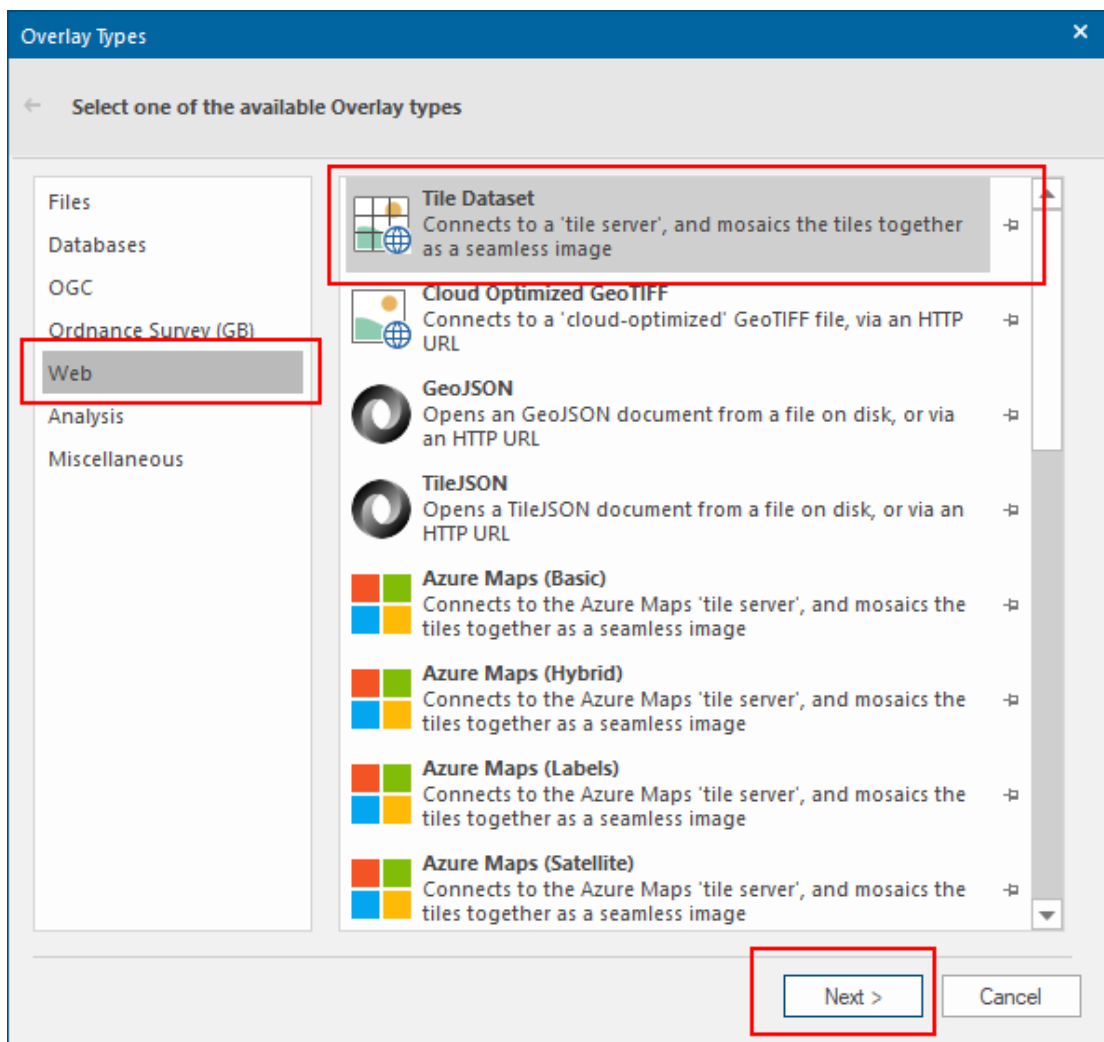 Overlay Types
Select one of the available Overlay types
Files
Databases
OGC
Ordnance Survey (GB)
Web
Analysis
Miscellaneous
Tile Dataset
Connects to a 'tile server', and mosaics the tiles together
as a seamless image
Cloud Optimized GeoTIFF
Connects to a 'cloud-optimized' GeoTIFF file, via an HTTP
URL
GeoJSON
Opens an GeoJSON document from a file on disk, or via
an HTTP URL
TileJSON
Opens a TileJSON document from a file on disk, or via an
HTTP URL
Azure Maps (Basic)
Connects to the Azure Maps 'tile server', and mosaics the
tiles together as a seamless image
Azure Maps (Hybrid)
Connects to the Azure Maps 'tile server', and mosaics the
tiles together as a seamless image
Azure Maps (Labels)
Connects to the Azure Maps 'tile server', and mosaics the
tiles together as a seamless image
Azure Maps (Satellite)
Connects to the Azure Maps 'tile server', and mosaics the
tiles together as a seamless image
Next >
Cancel